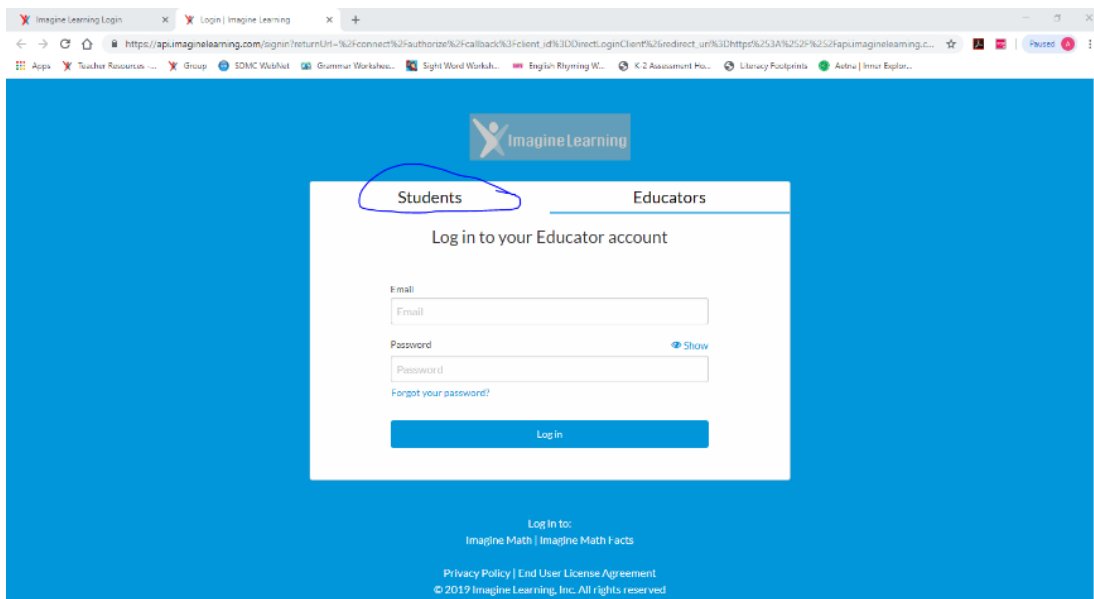 Imagine Learning Login
Login | Imagine Learning
https://api.imaginelearning.com/signin?returnUrl=%2Fconnect%2Fauthorize%2Fcallback%3Fclient_id%3DDirectLoginClient%26redirect_uri%3Dhttps%253A%252F%252Fapi.imaginelearning.c...
Paused A
Apps Teacher Resources -... Group SDMC WebNet Grammar Workshee... Sight Word Worksh... English Rhyming W... K-2 Assessment Ho... Literacy Footprints Aetna | Inner Explor...
Imagine Learning
Students Educators
Log in to your Educator account
Email
Email
Password Show
Password
Forgot your password?
Log in
Log in to:
Imagine Math | Imagine Math Facts
Privacy Policy | End User License Agreement
© 2019 Imagine Learning, Inc. All rights reserved